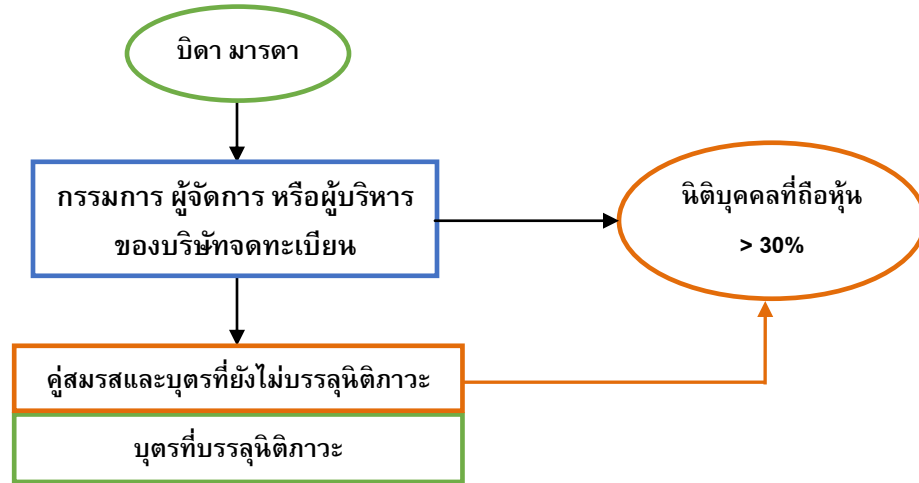 บิดา มารดา
กรรมการ ผู้จัดการ หรือผู้บริหาร
ของบริษัทจดทะเบียน
นิติบุคคลที่ถือหุ้น
> 30%
คู่สมรสและบุตรที่ยังไม่บรรลุนิติภาวะ
บุตรที่บรรลุนิติภาวะ